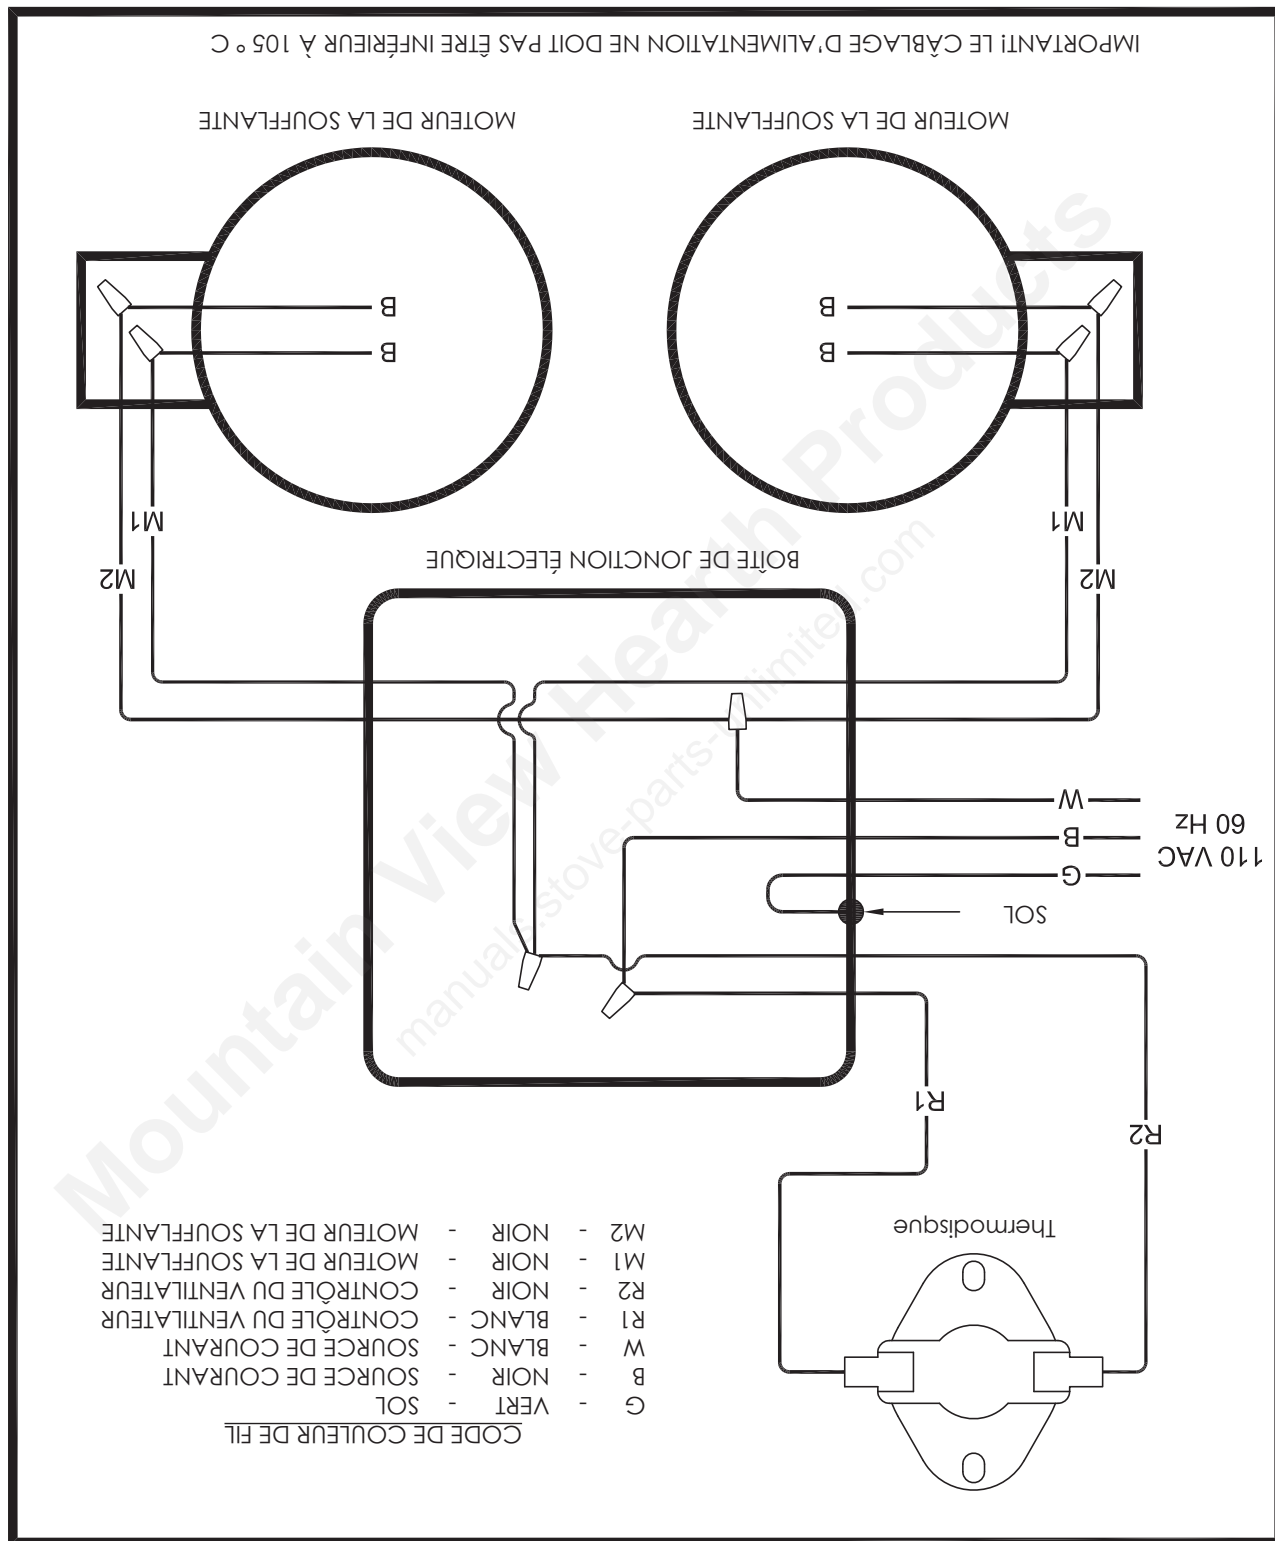 CODE DE COULEUR DE FIL
G - VERT - SOL
B - NOIR - SOURCE DE COURANT
W - BLANC - SOURCE DE COURANT
R1 - BLANC - CONTRÔLE DU VENTILATEUR
R2 - NOIR - CONTRÔLE DU VENTILATEUR
M1 - NOIR - MOTEUR DE LA SOUFFLANTE
M2 - NOIR - MOTEUR DE LA SOUFFLANTE
Thermodisque
R2
R1
SOL
110 VAC
60 Hz
G
B
W
BOÎTE DE JONCTION ÉLECTRIQUE
M2
M1
M2
M1
B
B
B
B
MOTEUR DE LA SOUFFLANTE
MOTEUR DE LA SOUFFLANTE
IMPORTANT! LE CÂBLAGE D'ALIMENTATION NE DOIT PAS ÊTRE INFÉRIEUR À 105° C
Mountain View Hearth Products
manuals.stove-parts-unlimited.com